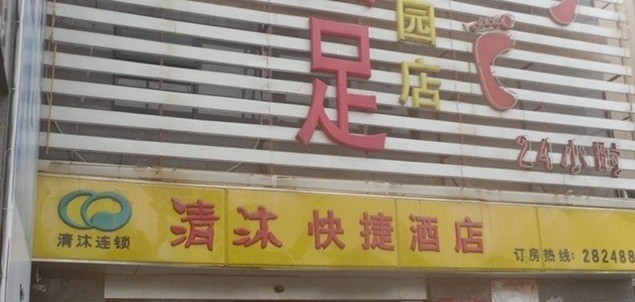 足
园店
24小时
清沐连锁
清沐 快捷酒店
订房热线: 282488